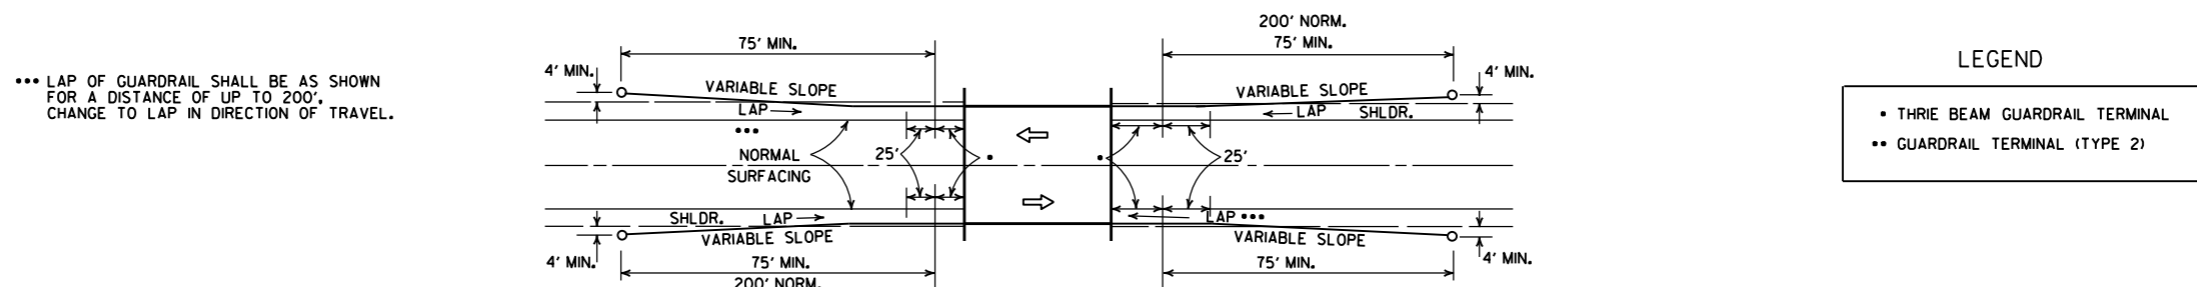 ••• LAP OF GUARDRAIL SHALL BE AS SHOWN
FOR A DISTANCE OF UP TO 200',
CHANGE TO LAP IN DIRECTION OF TRAVEL.
200' NORM.
75' MIN.
75' MIN.
4' MIN.
4' MIN.
VARIABLE SLOPE
VARIABLE SLOPE
LAP
LAP
SHLDR.
•••
NORMAL
SURFACING
25'
•
•
25'
SHLDR.
LAP
LAP •••
VARIABLE SLOPE
VARIABLE SLOPE
4' MIN.
4' MIN.
75' MIN.
75' MIN.
200' NORM.
LEGEND
• THRIE BEAM GUARDRAIL TERMINAL
•• GUARDRAIL TERMINAL (TYPE 2)